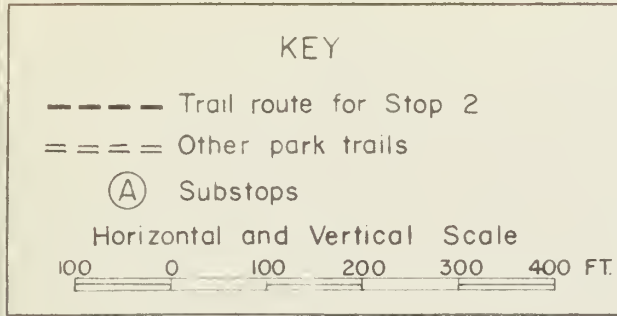 KEY
Trail route for Stop 2
Other park trails
A Substops
Horizontal and Vertical Scale
100 0 100 200 300 400 FT.